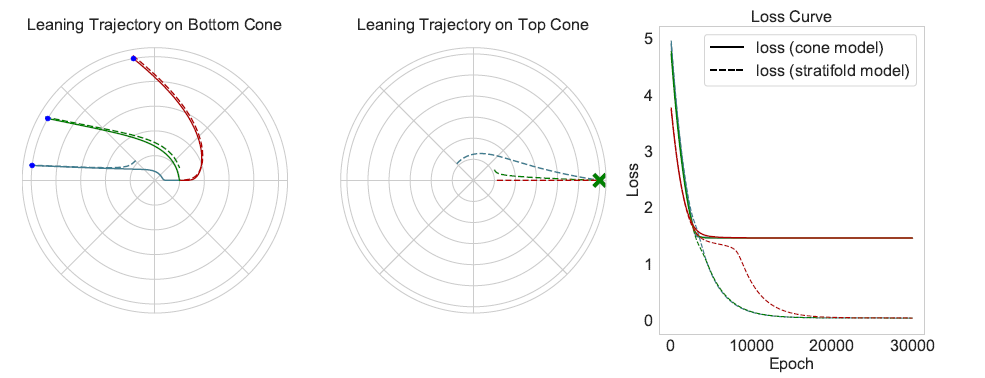 Leaning Trajectory on Bottom Cone
Leaning Trajectory on Top Cone
Loss Curve
loss (cone model)
loss (stratifold model)
Loss
5
4
3
2
1
0
0
10000
20000
30000
Epoch